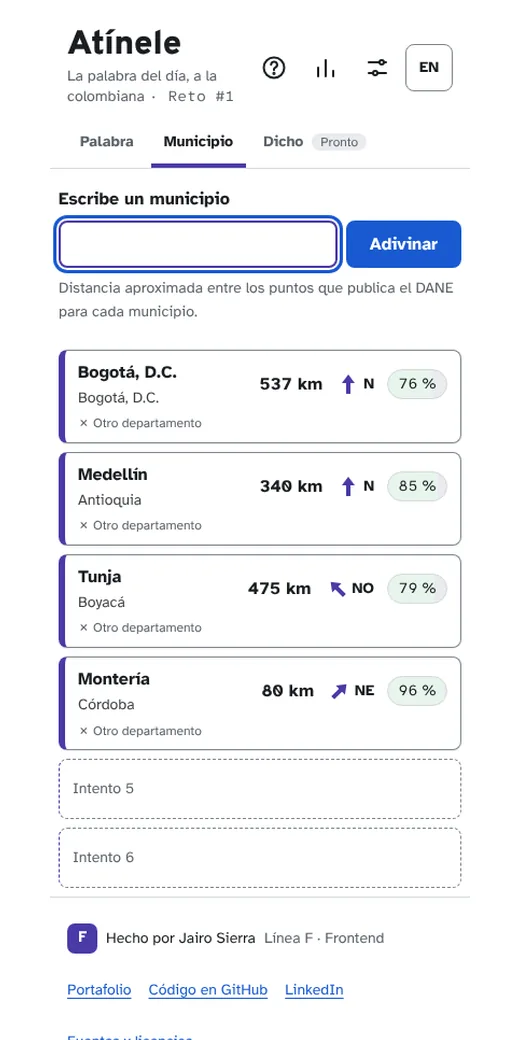 Atínele
La palabra del día, a la
colombiana · Reto #1
EN
Palabra Municipio Dicho Pronto
Escribe un municipio
Adivinar
Distancia aproximada entre los puntos que publica el DANE
para cada municipio.
Bogotá, D.C.
Bogotá, D.C.
× Otro departamento
537 km ↑ N 76 %
Medellín
Antioquia
× Otro departamento
340 km ↑ N 85 %
Tunja
Boyacá
× Otro departamento
475 km ↖ NO 79 %
Montería
Córdoba
× Otro departamento
80 km ↗ NE 96 %
Intento 5
Intento 6
F Hecho por Jairo Sierra Línea F · Frontend
Portafolio Código en GitHub LinkedIn
Fuentes y licencias